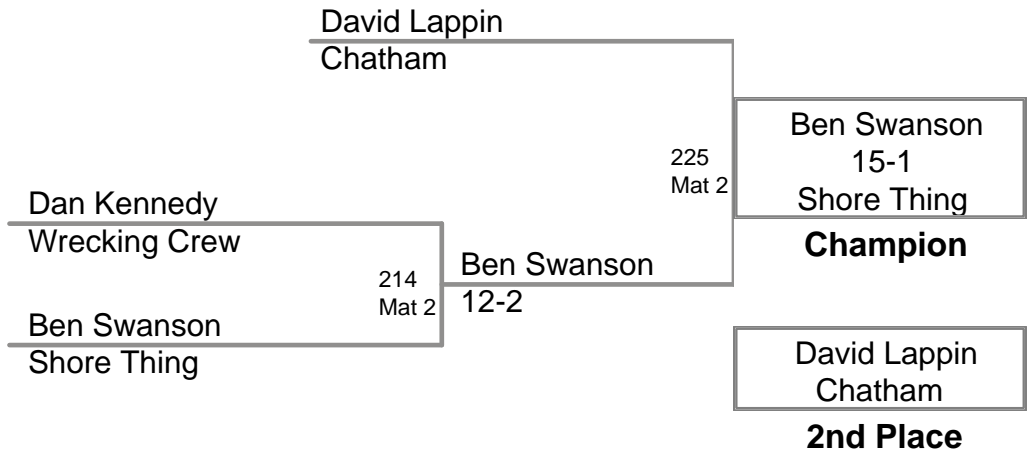 David Lappin
Chatham
Ben Swanson
15-1
Shore Thing
Champion
225
Mat 2
Dan Kennedy
Wrecking Crew
Ben Swanson
12-2
214
Mat 2
Ben Swanson
Shore Thing
David Lappin
Chatham
2nd Place